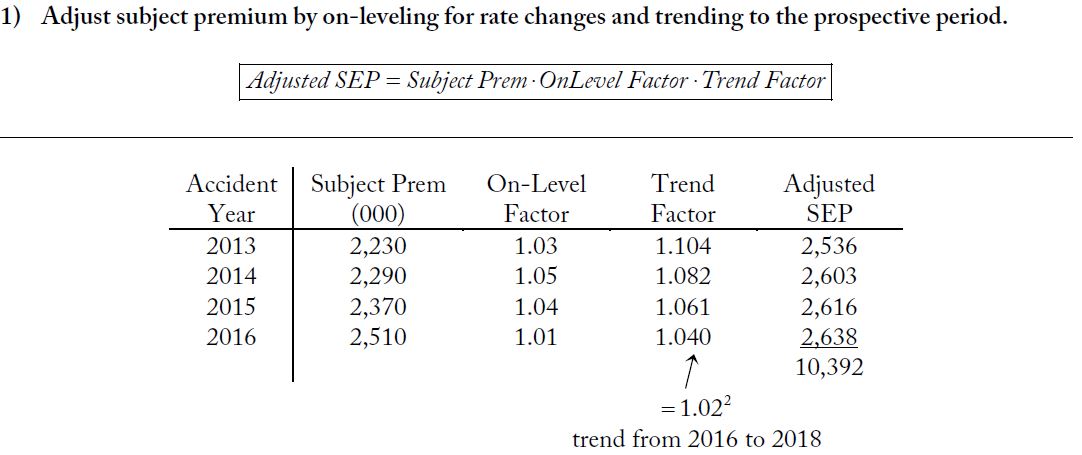 1) Adjust subject premium by on-leveling for rate changes and trending to the prospective period.
Adjusted SEP = Subject Prem · OnLevel Factor · Trend Factor
Accident Subject Prem On-Level Trend Adjusted
Year (000) Factor Factor SEP
2013 2,230 1.03 1.104 2,536
2014 2,290 1.05 1.082 2,603
2015 2,370 1.04 1.061 2,616
2016 2,510 1.01 1.040 2,638
10,392
= 1.02²
trend from 2016 to 2018